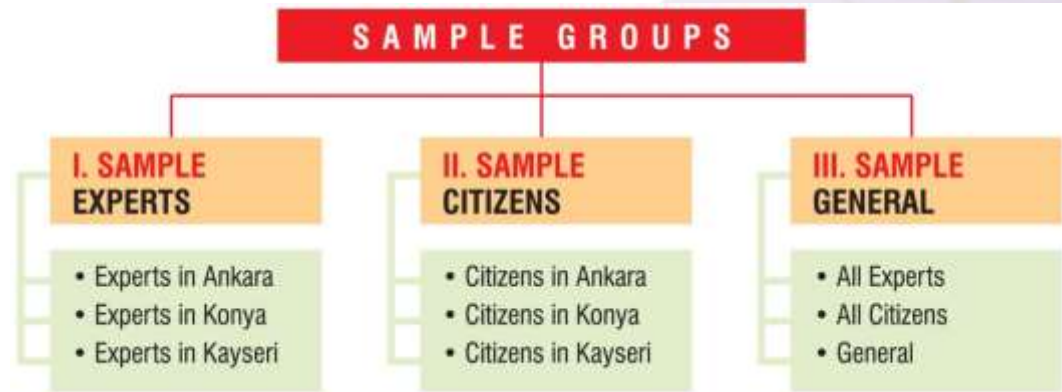 SAMPLE GROUPS
I. SAMPLE
EXPERTS
• Experts in Ankara
• Experts in Konya
• Experts in Kayseri
II. SAMPLE
CITIZENS
• Citizens in Ankara
• Citizens in Konya
• Citizens in Kayseri
III. SAMPLE
GENERAL
• All Experts
• All Citizens
• General